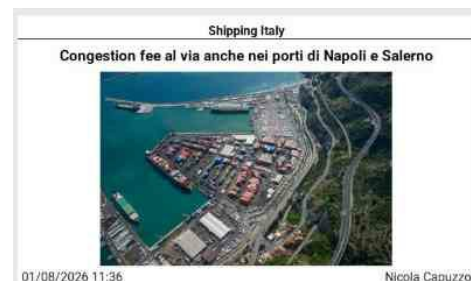 Shipping Italy
Congestion fee al via anche nei porti di Napoli e Salerno
01/08/2026 11:36
Nicola Capuzzo